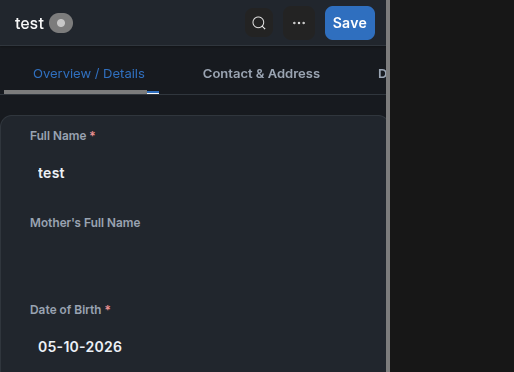 test
Save
Overview / Details
Contact & Address
D
Full Name *
test
Mother's Full Name
Date of Birth *
05-10-2026